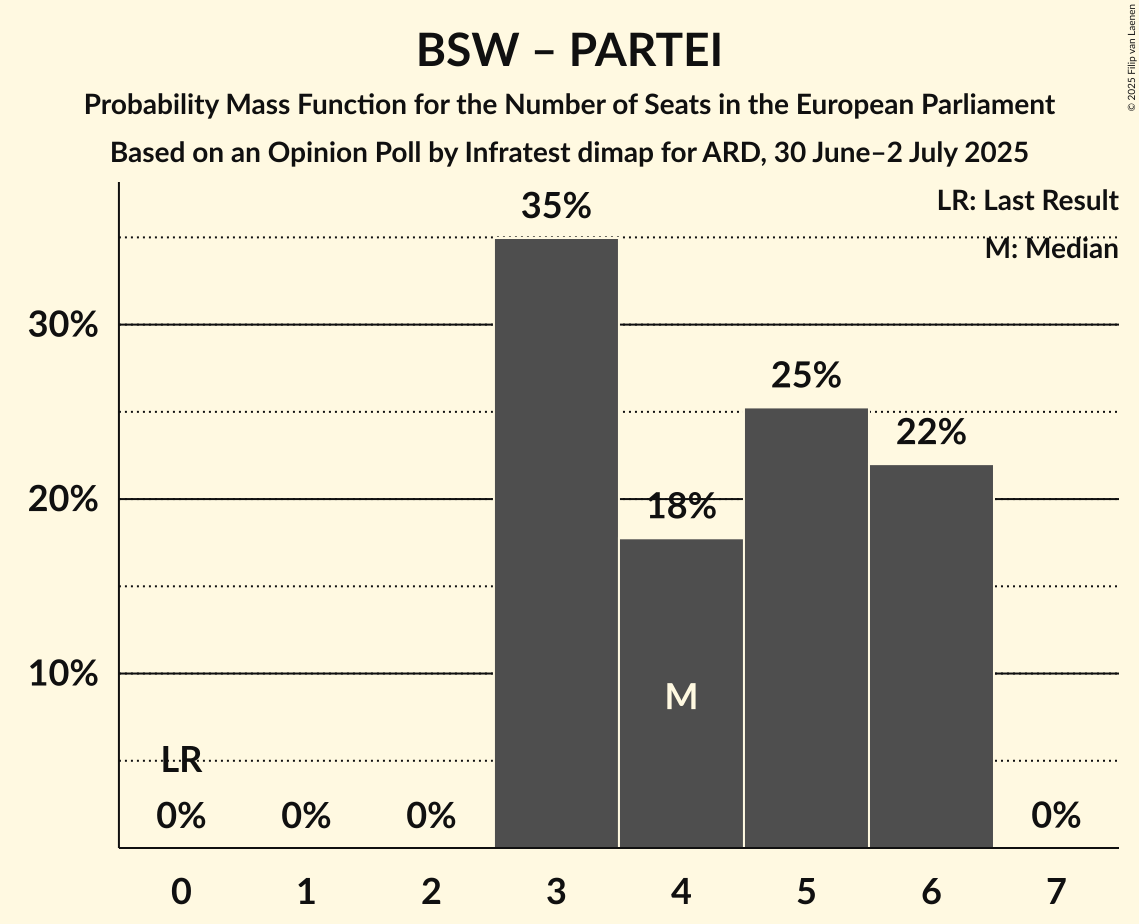 BSW – PARTEI
Probability Mass Function for the Number of Seats in the European Parliament
Based on an Opinion Poll by Infratest dimap for ARD, 30 June–2 July 2025
© 2025 Filip van Laenen
LR: Last Result
M: Median
35%
30%
25%
22%
20%
18%
10%
M
LR
0%
0%
0%
0%
0 1 2 3 4 5 6 7